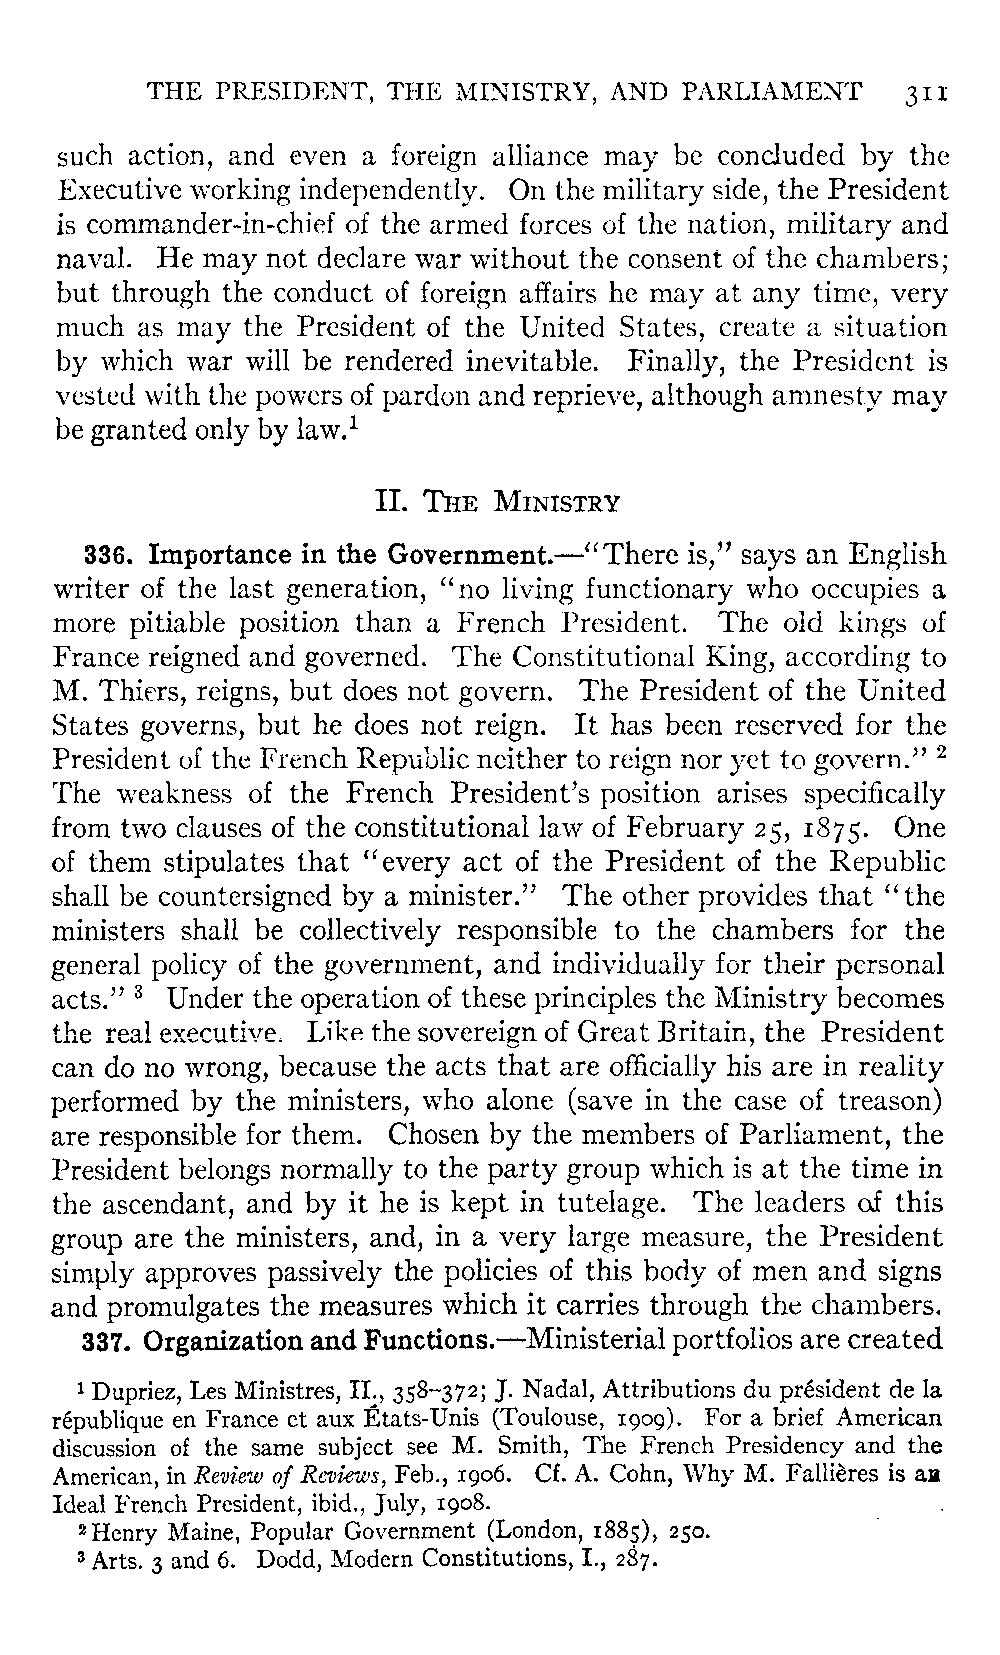 THE PRESIDENT, THE MINISTRY, AND PARLIAMENT 311
such action, and even a foreign alliance may be concluded by the
Executive working independently. On the military side, the President
is commander-in-chief of the armed forces of the nation, military and
naval. He may not declare war without the consent of the chambers;
but through the conduct of foreign affairs he may at any time, very
much as may the President of the United States, create a situation
by which war will be rendered inevitable. Finally, the President is
vested with the powers of pardon and reprieve, although amnesty may
be granted only by law.¹
II. THE MINISTRY
336. Importance in the Government.—“There is,” says an English
writer of the last generation, “no living functionary who occupies a
more pitiable position than a French President. The old kings of
France reigned and governed. The Constitutional King, according to
M. Thiers, reigns, but does not govern. The President of the United
States governs, but he does not reign. It has been reserved for the
President of the French Republic neither to reign nor yet to govern.” ²
The weakness of the French President’s position arises specifically
from two clauses of the constitutional law of February 25, 1875. One
of them stipulates that “every act of the President of the Republic
shall be countersigned by a minister.” The other provides that “the
ministers shall be collectively responsible to the chambers for the
general policy of the government, and individually for their personal
acts.” ³ Under the operation of these principles the Ministry becomes
the real executive. Like the sovereign of Great Britain, the President
can do no wrong, because the acts that are officially his are in reality
performed by the ministers, who alone (save in the case of treason)
are responsible for them. Chosen by the members of Parliament, the
President belongs normally to the party group which is at the time in
the ascendant, and by it he is kept in tutelage. The leaders of this
group are the ministers, and, in a very large measure, the President
simply approves passively the policies of this body of men and signs
and promulgates the measures which it carries through the chambers.
337. Organization and Functions.—Ministerial portfolios are created
¹ Dupriez, Les Ministres, II., 358–372; J. Nadal, Attributions du président de la
république en France et aux États-Unis (Toulouse, 1909). For a brief American
discussion of the same subject see M. Smith, The French Presidency and the
American, in Review of Reviews, Feb., 1906. Cf. A. Cohn, Why M. Fallières is an
Ideal French President, ibid., July, 1908.
² Henry Maine, Popular Government (London, 1885), 250.
³ Arts. 3 and 6. Dodd, Modern Constitutions, I., 287.